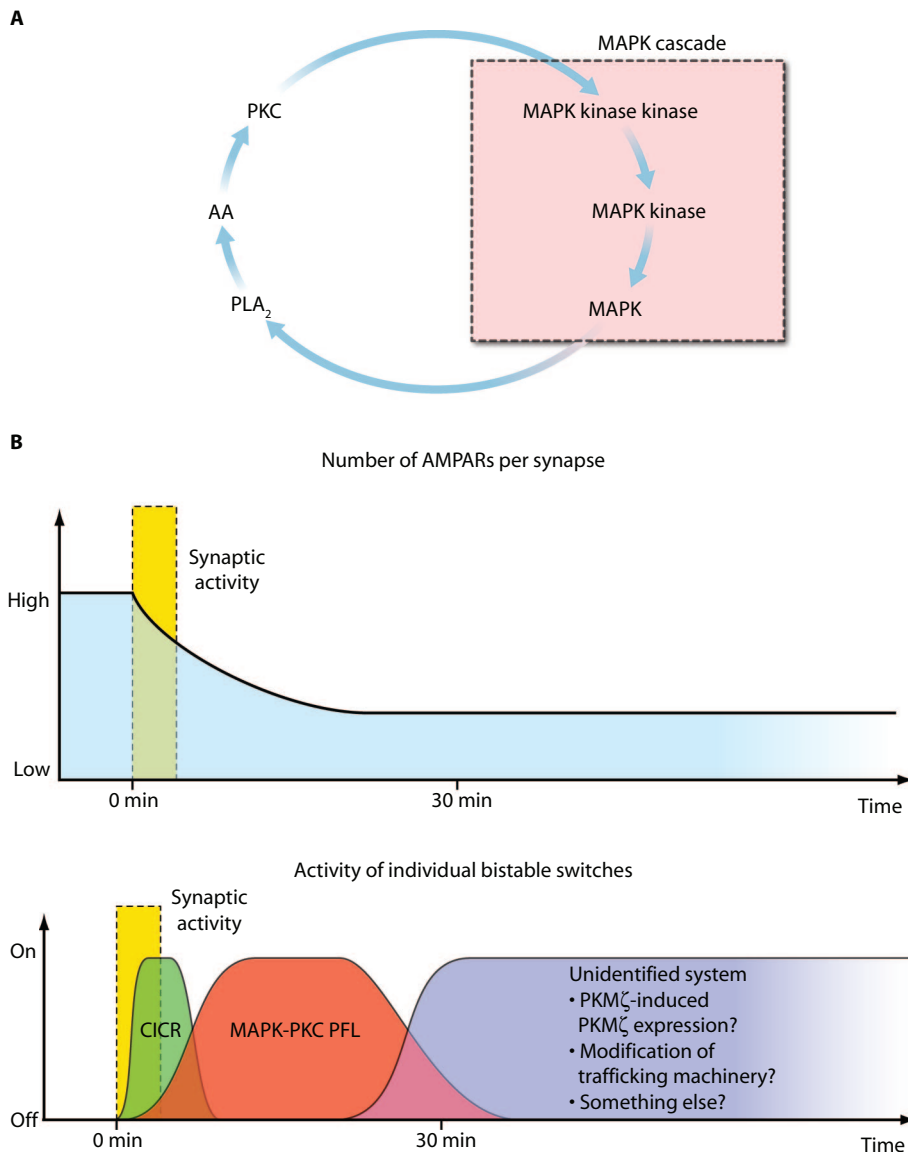 A
MAPK cascade
PKC
MAPK kinase kinase
AA
MAPK kinase
PLA₂
MAPK
B
Number of AMPARs per synapse
Synaptic
activity
High
Low
0 min
30 min
Time
Activity of individual bistable switches
Synaptic
activity
On
CICR
MAPK-PKC PFL
Unidentified system
• PKMζ-induced
PKMζ expression?
• Modification of
trafficking machinery?
• Something else?
Off
0 min
30 min
Time